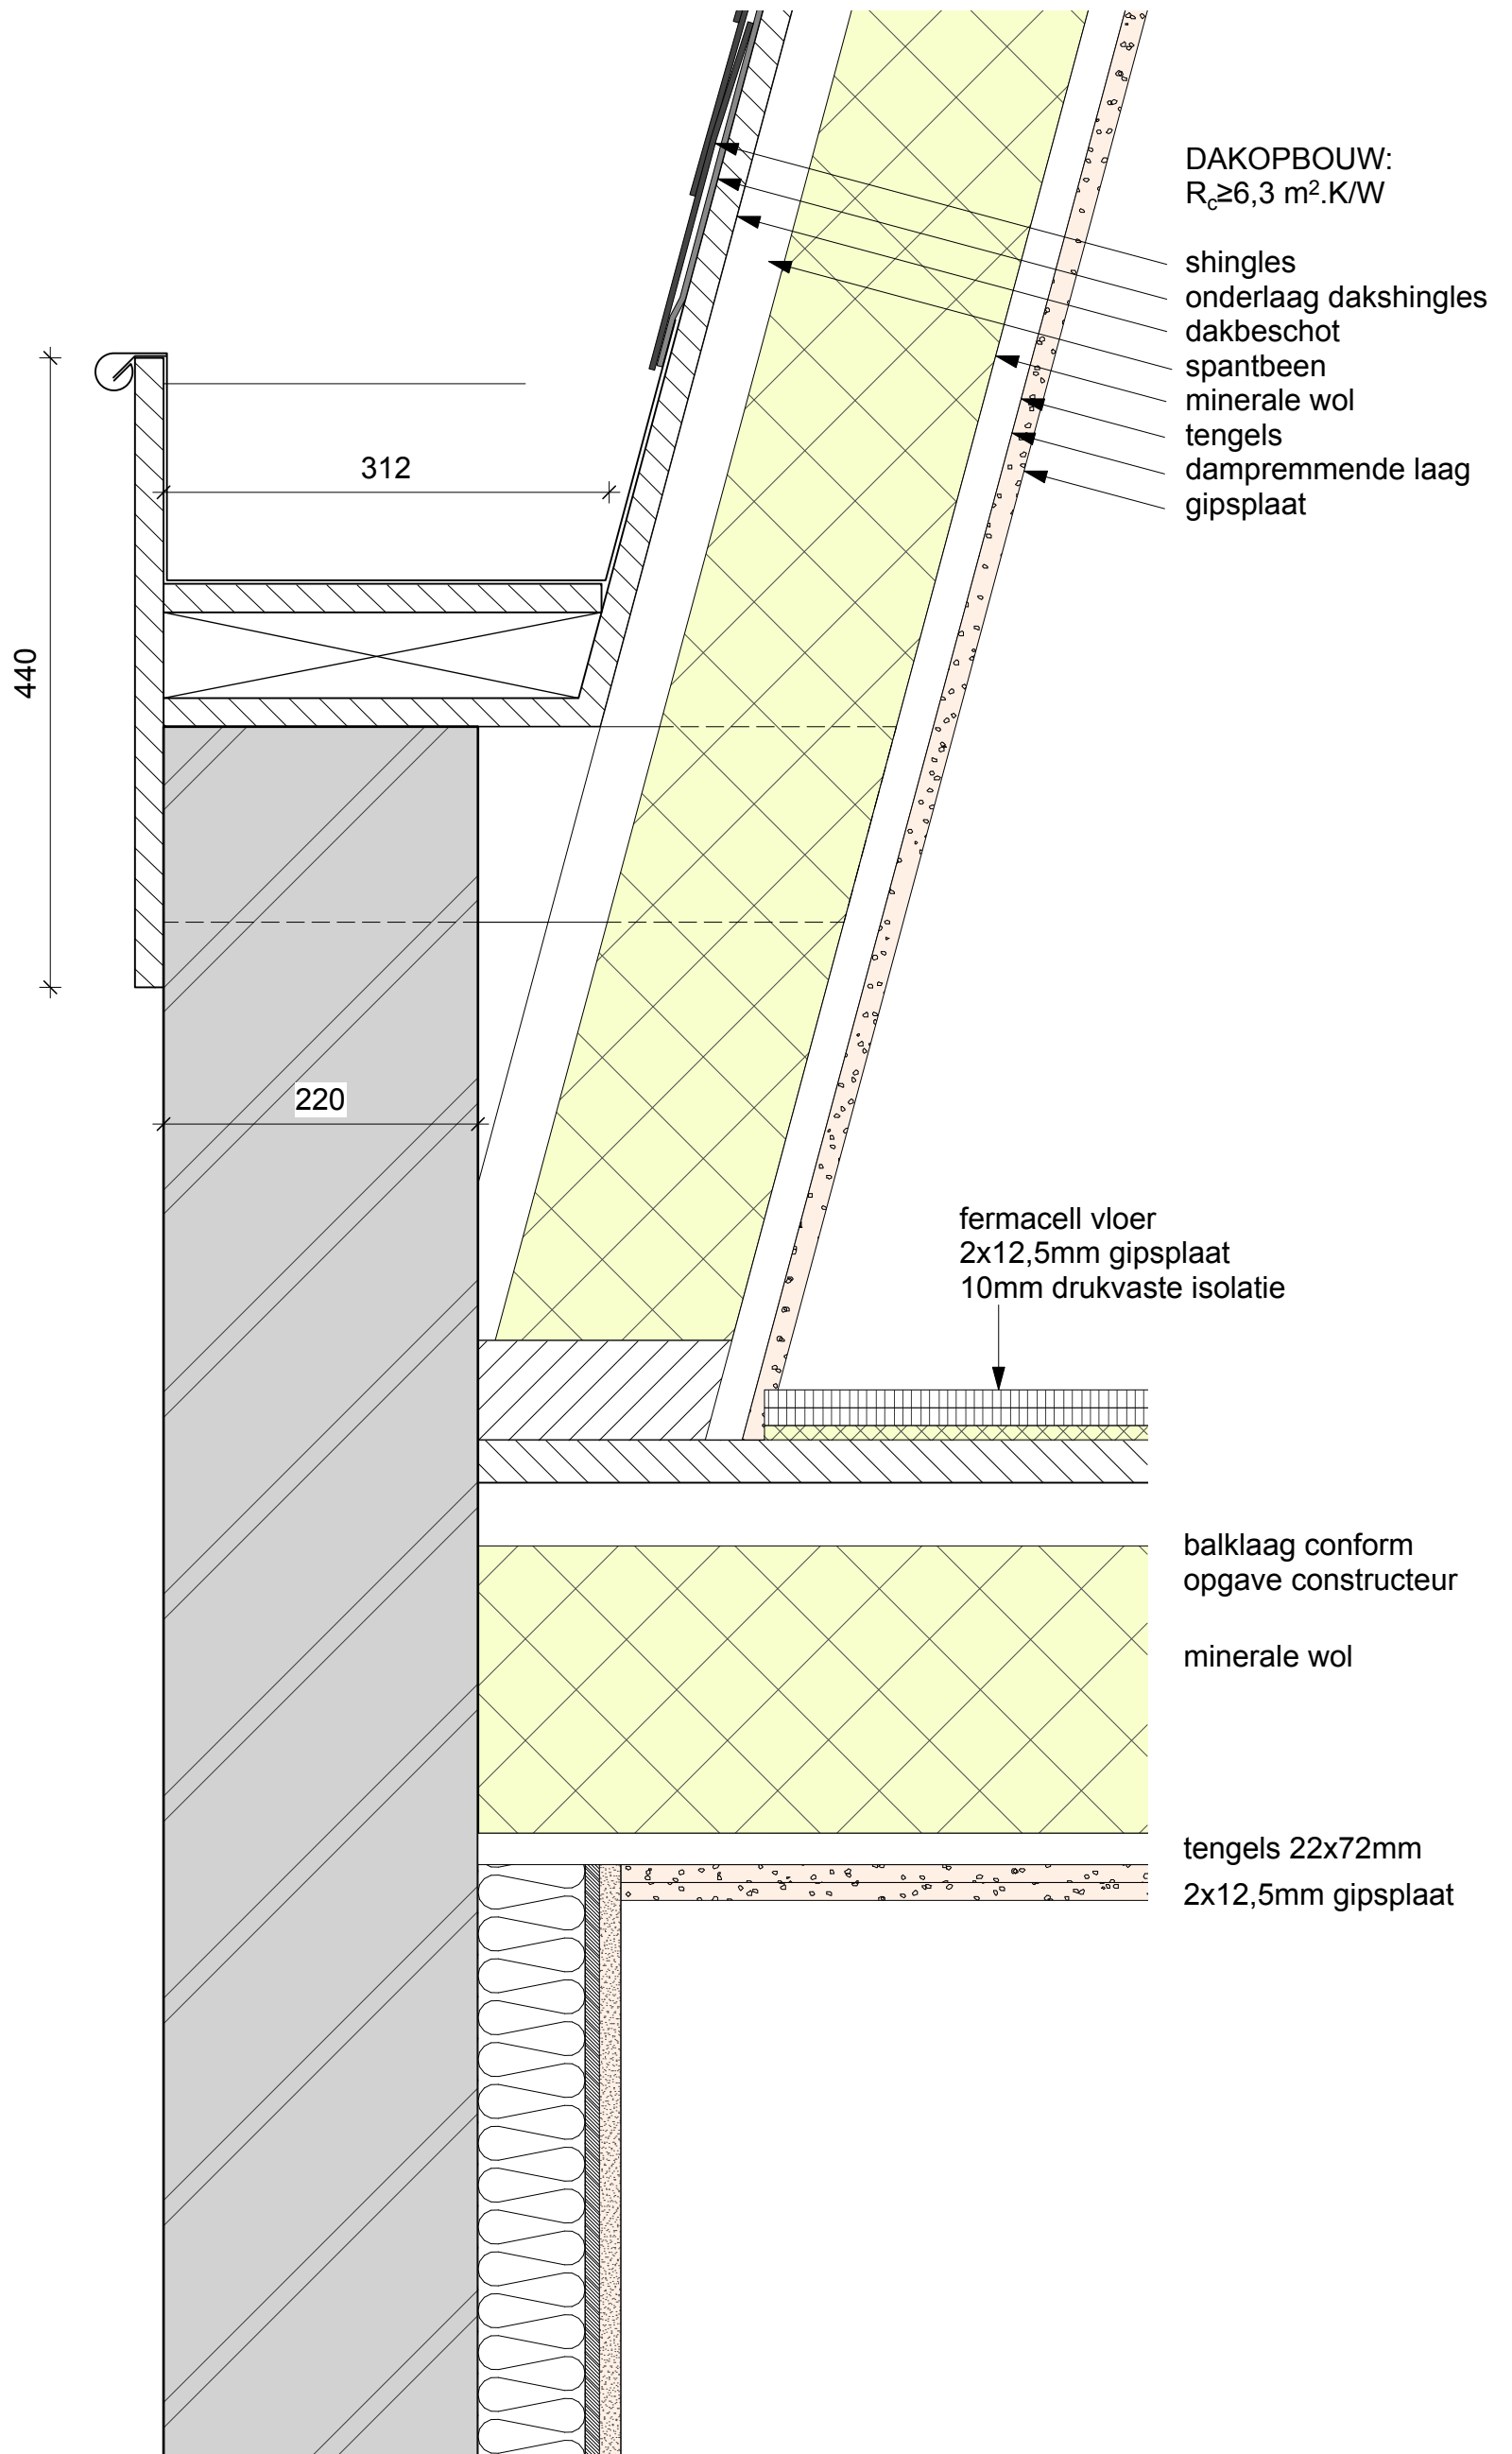 DAKOPBOUW:
Rc≥6,3 m².K/W
shingles
onderlaag dakshingles
dakbeschot
spantbeen
minerale wol
tengels
dampremmende laag
gipsplaat
312
440
220
fermacell vloer
2x12,5mm gipsplaat
10mm drukvaste isolatie
balklaag conform
opgave constructeur
minerale wol
tengels 22x72mm
2x12,5mm gipsplaat